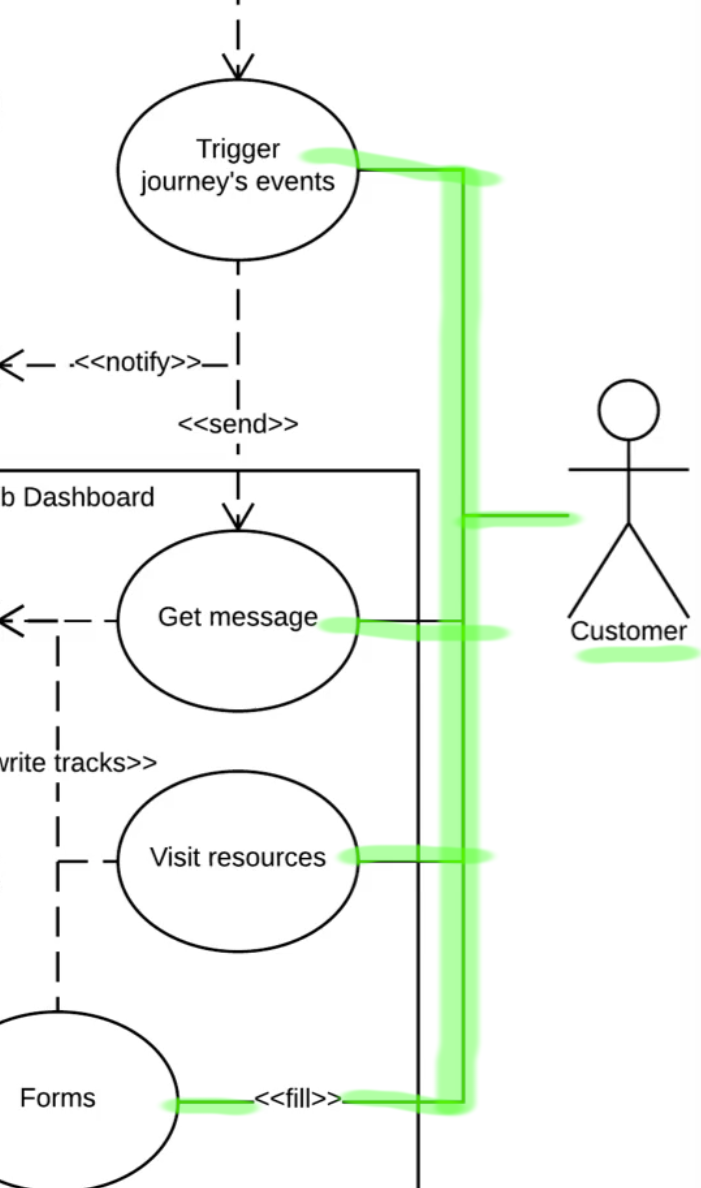 Trigger
journey's events
<<notify>>
<<send>>
b Dashboard
Get message
Customer
write tracks>>
Visit resources
Forms
<<fill>>